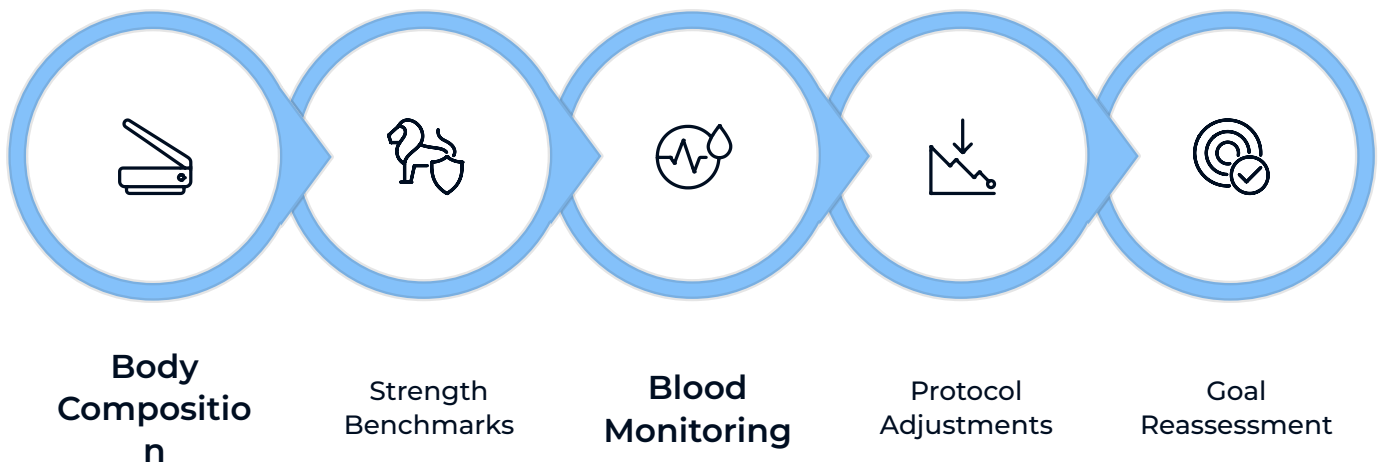 Body
Compositio
n
Strength
Benchmarks
Blood
Monitoring
Protocol
Adjustments
Goal
Reassessment